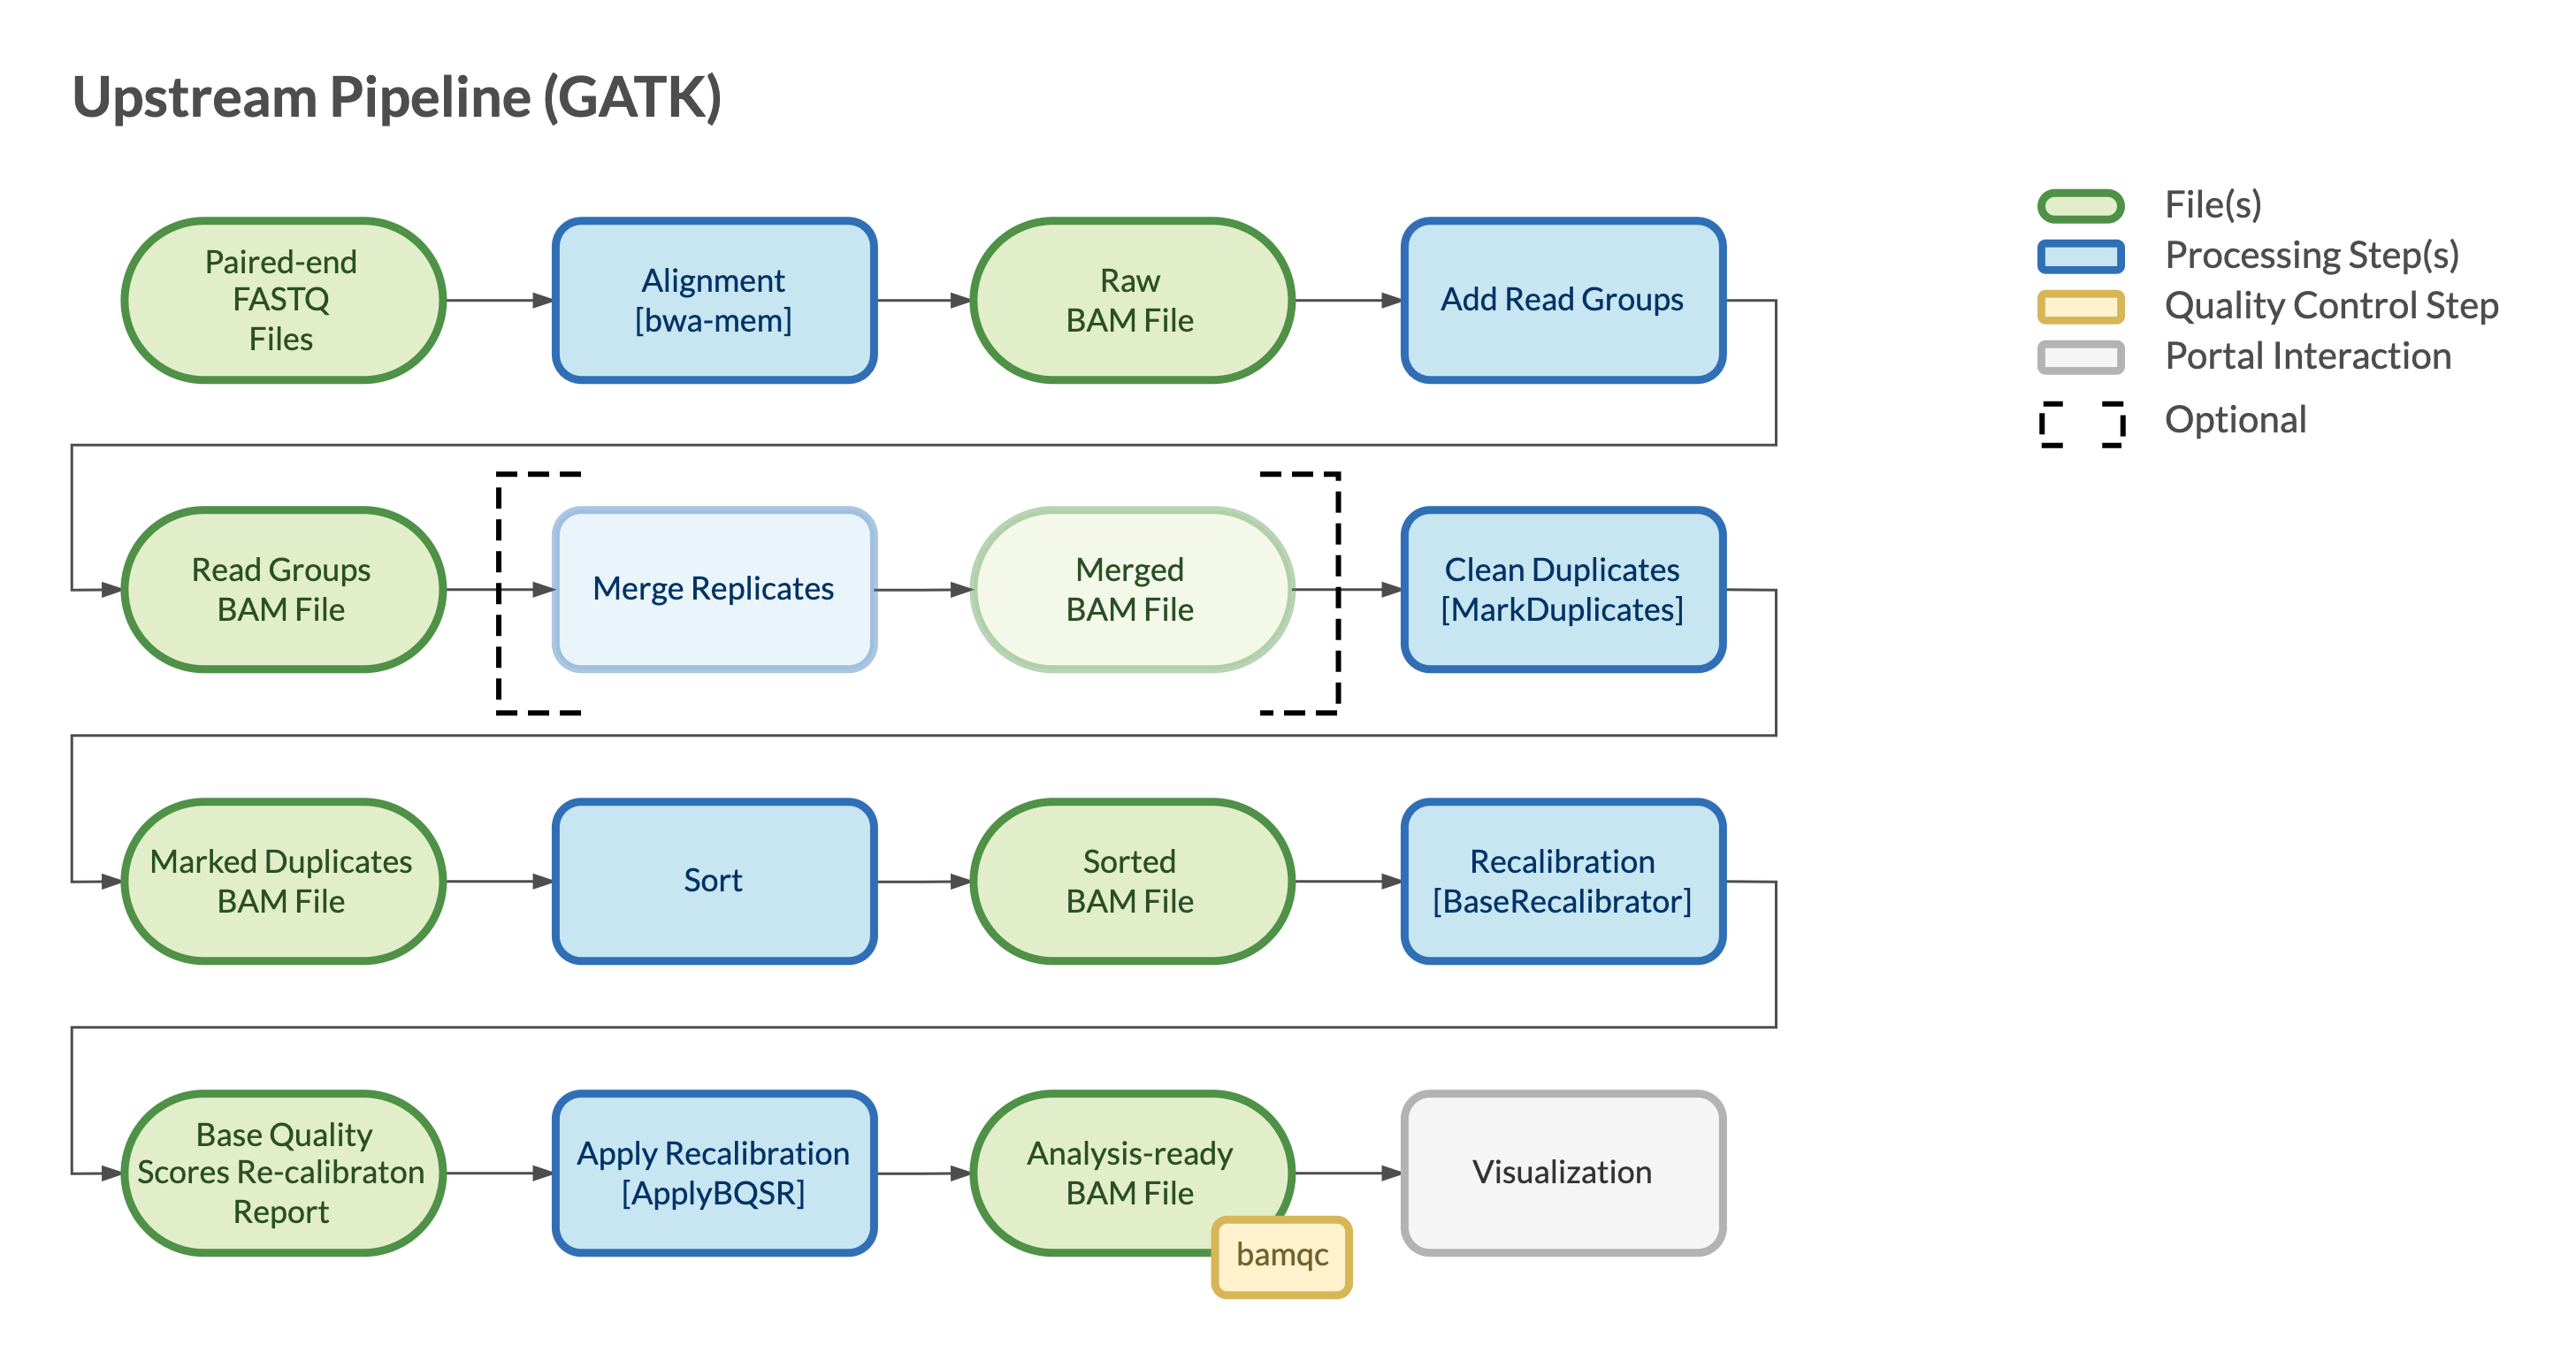 Upstream Pipeline (GATK)
Paired-end
FASTQ
Files
Alignment
[bwa-mem]
Raw
BAM File
Add Read Groups
File(s)
Processing Step(s)
Quality Control Step
Portal Interaction
Optional
Read Groups
BAM File
Merge Replicates
Merged
BAM File
Clean Duplicates
[MarkDuplicates]
Marked Duplicates
BAM File
Sort
Sorted
BAM File
Recalibration
[BaseRecalibrator]
Base Quality
Scores Re-calibraton
Report
Apply Recalibration
[ApplyBQSR]
Analysis-ready
BAM File
bamqc
Visualization